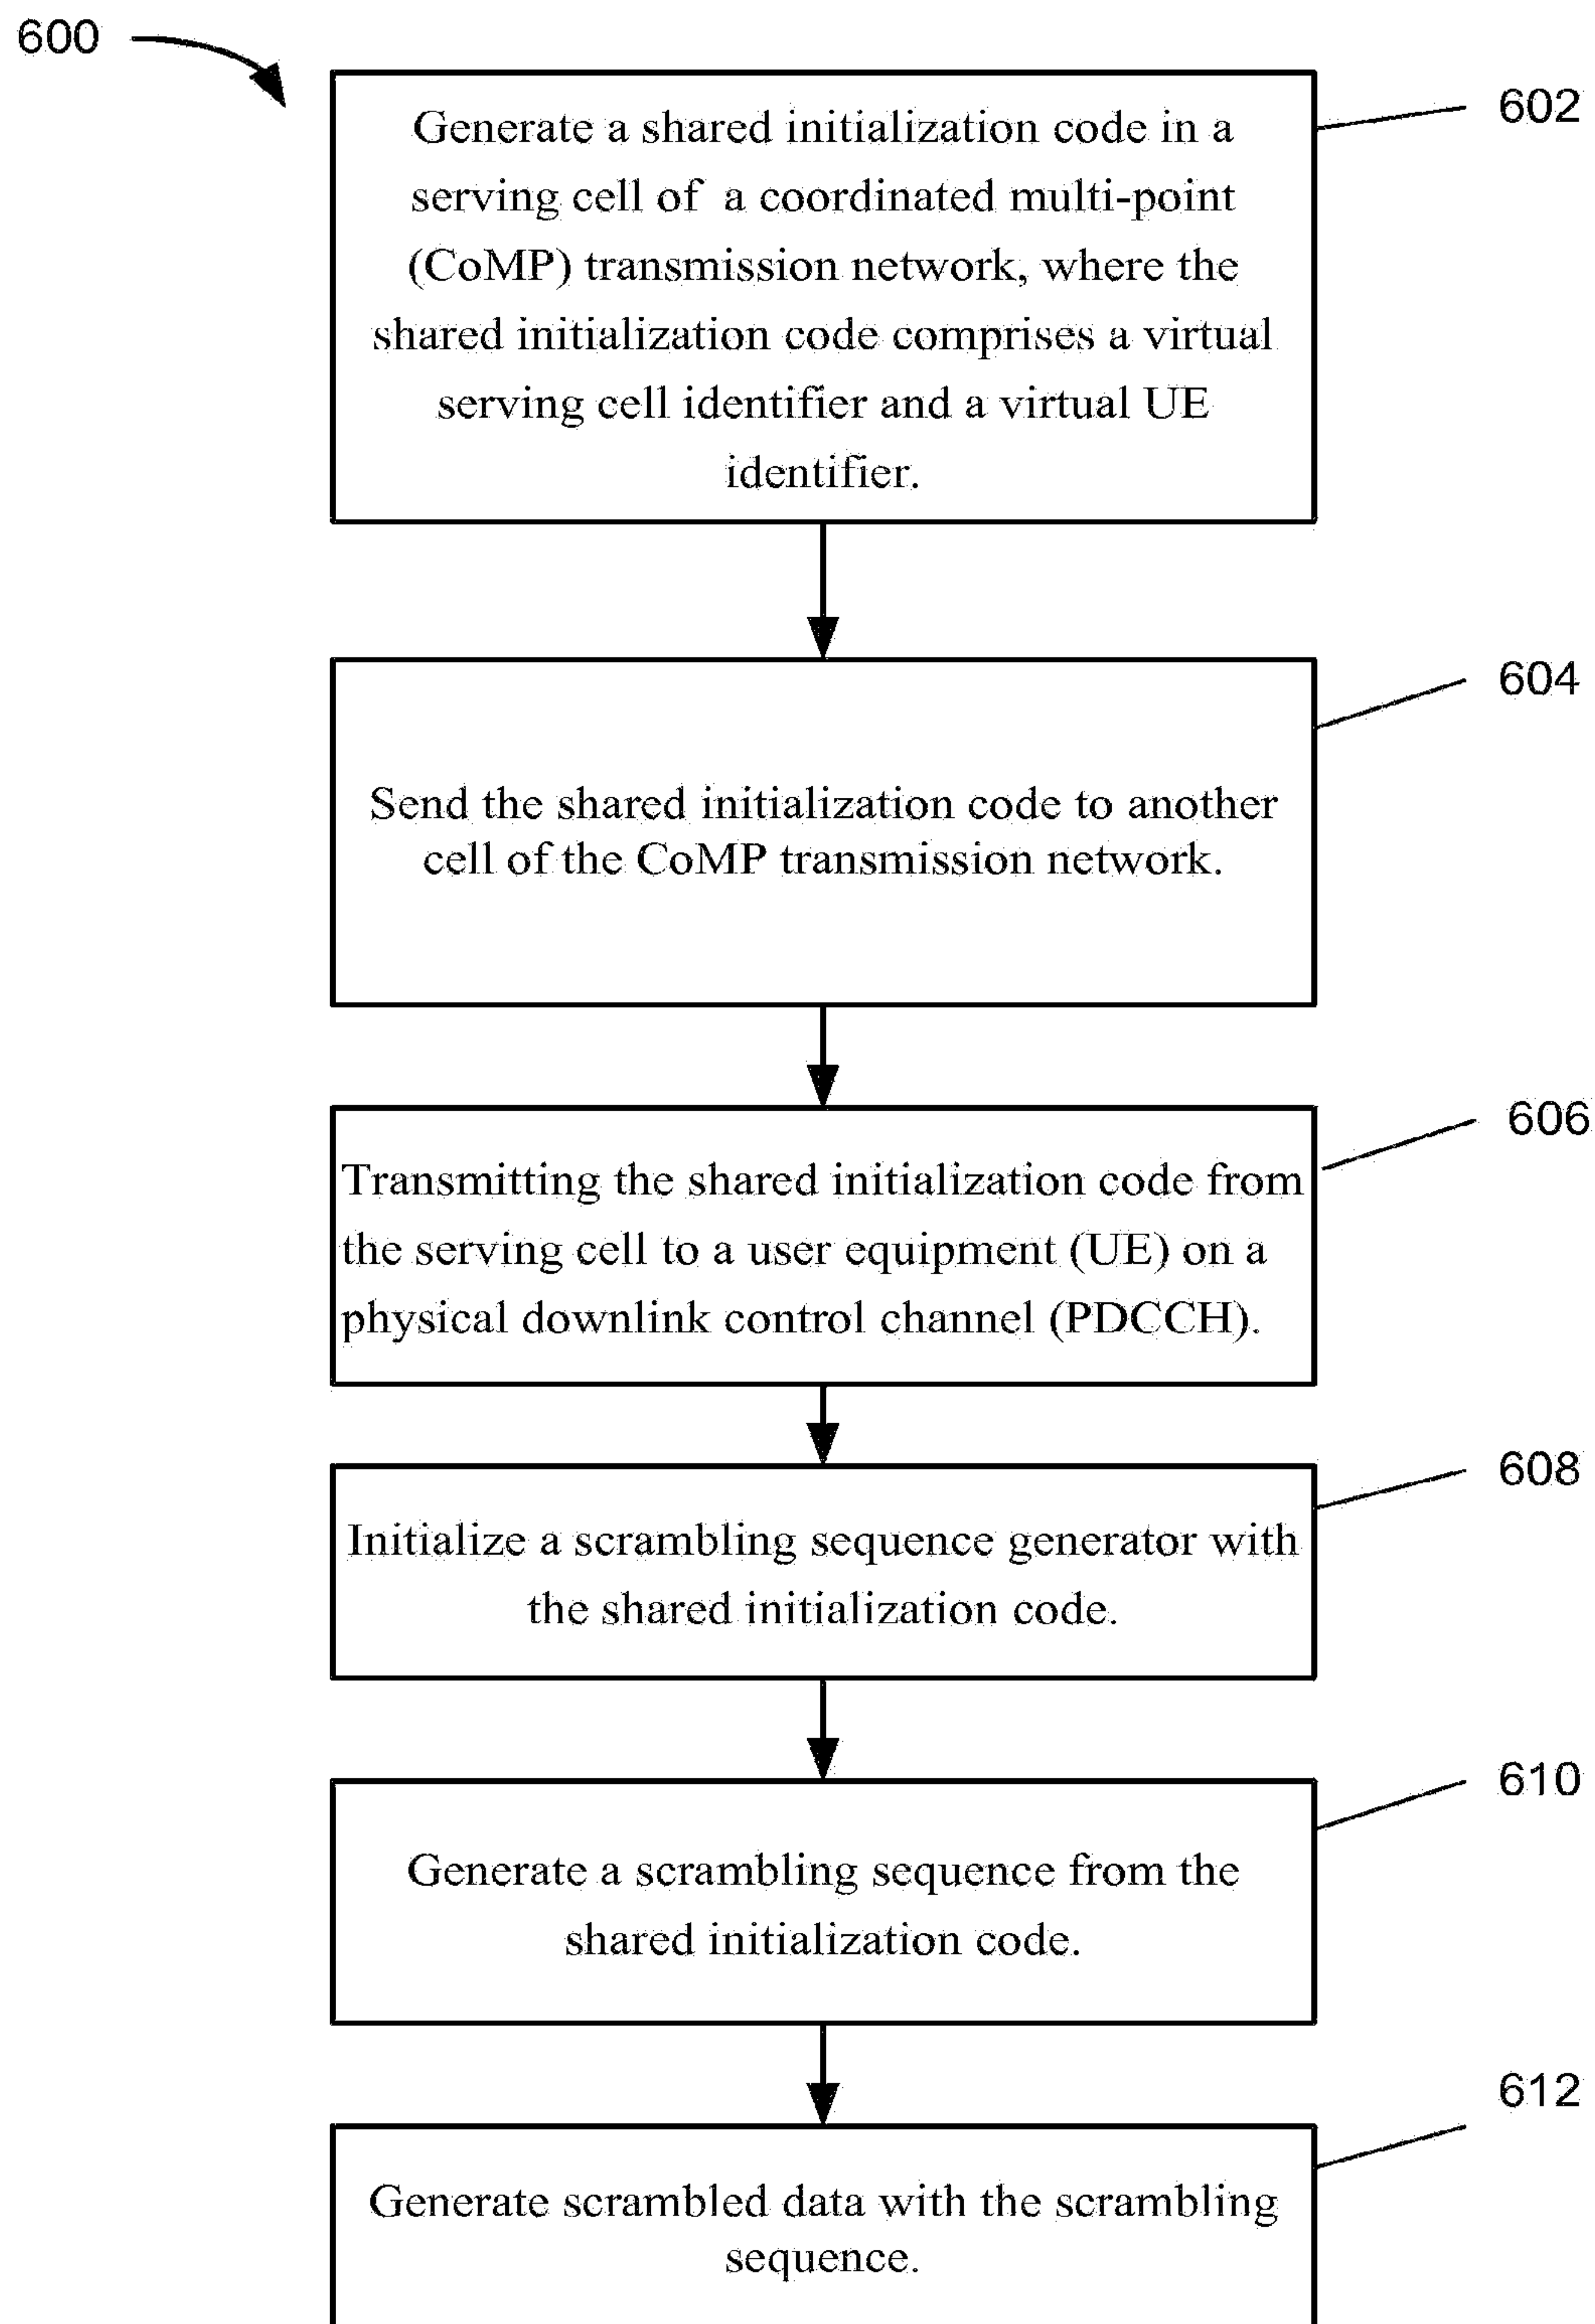 600
602
Generate a shared initialization code in a
serving cell of a coordinated multi-point
(CoMP) transmission network, where the
shared initialization code comprises a virtual
serving cell identifier and a virtual UE
identifier.
604
Send the shared initialization code to another
cell of the CoMP transmission network.
606
Transmitting the shared initialization code from
the serving cell to a user equipment (UE) on a
physical downlink control channel (PDCCH).
608
Initialize a scrambling sequence generator with
the shared initialization code.
610
Generate a scrambling sequence from the
shared initialization code.
612
Generate scrambled data with the scrambling
sequence.